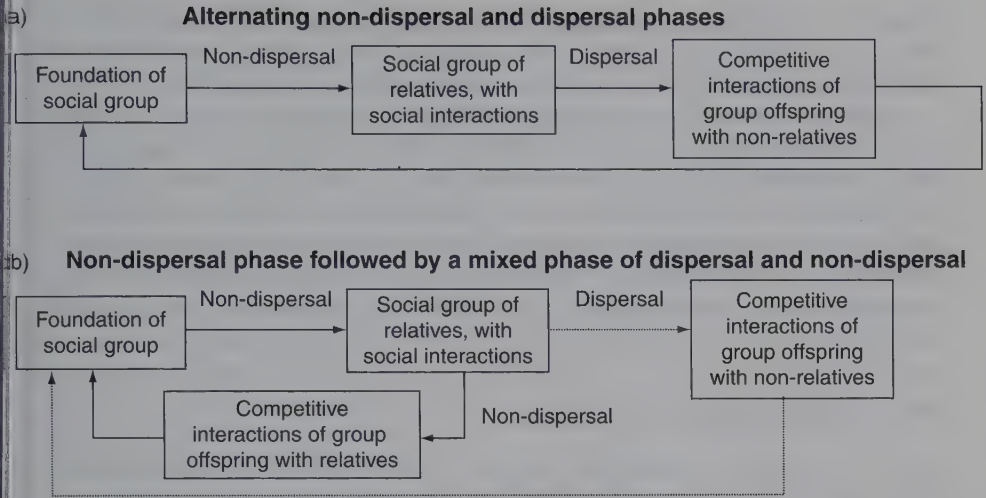 a)
Alternating non-dispersal and dispersal phases
Foundation of
social group
Non-dispersal
Social group of
relatives, with
social interactions
Dispersal
Competitive
interactions of
group offspring
with non-relatives
b)
Non-dispersal phase followed by a mixed phase of dispersal and non-dispersal
Foundation of
social group
Non-dispersal
Social group of
relatives, with
social interactions
Dispersal
Competitive
interactions of
group offspring
with non-relatives
Non-dispersal
Competitive
interactions of group
offspring with relatives